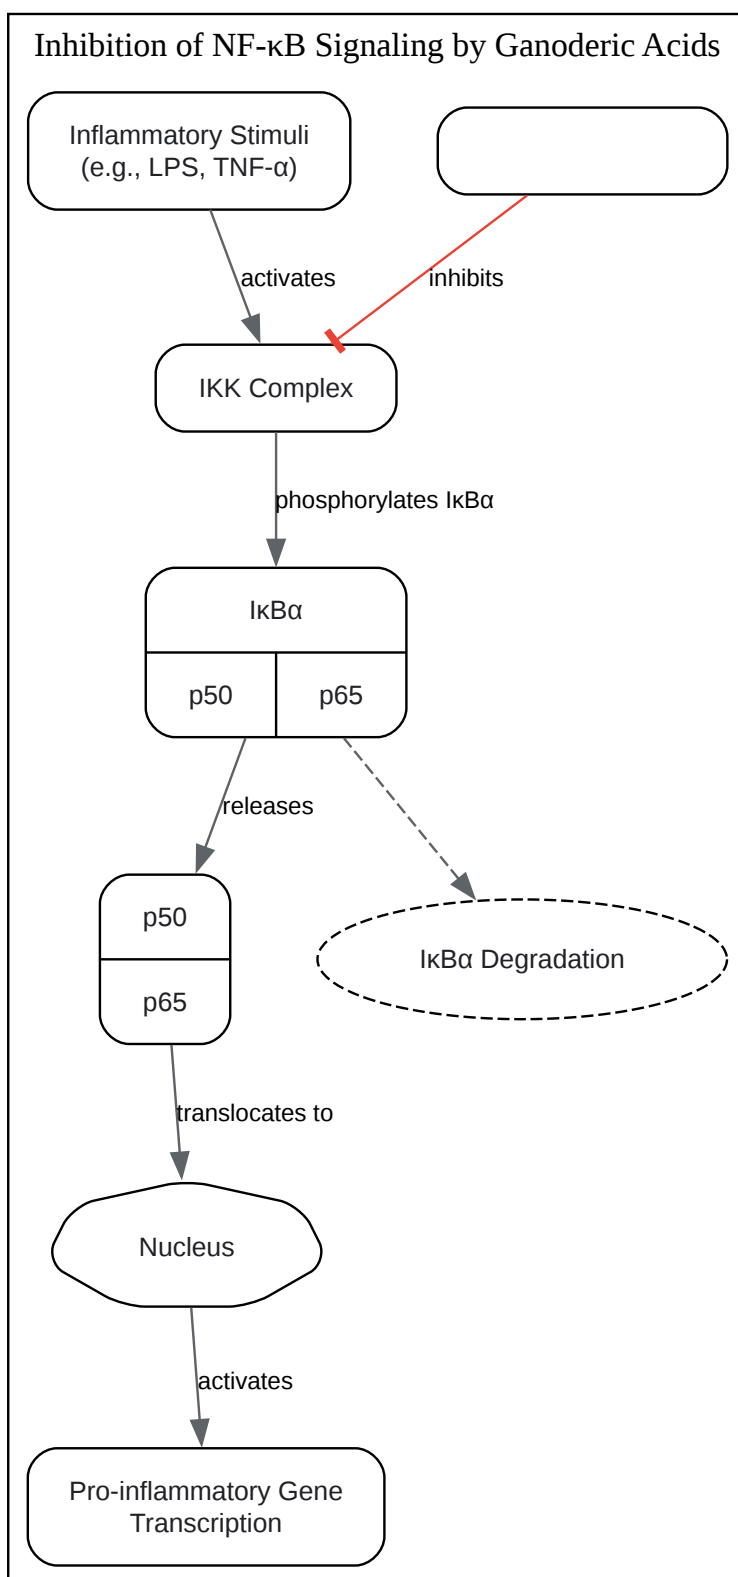 Inhibition of NF-κB Signaling by Ganoderic Acids
Inflammatory Stimuli
(e.g., LPS, TNF-α)
activates
inhibits
IKK Complex
phosphorylates IκBα
IκBα
p50
p65
releases
p50
p65
IκBα Degradation
translocates to
Nucleus
activates
Pro-inflammatory Gene
Transcription